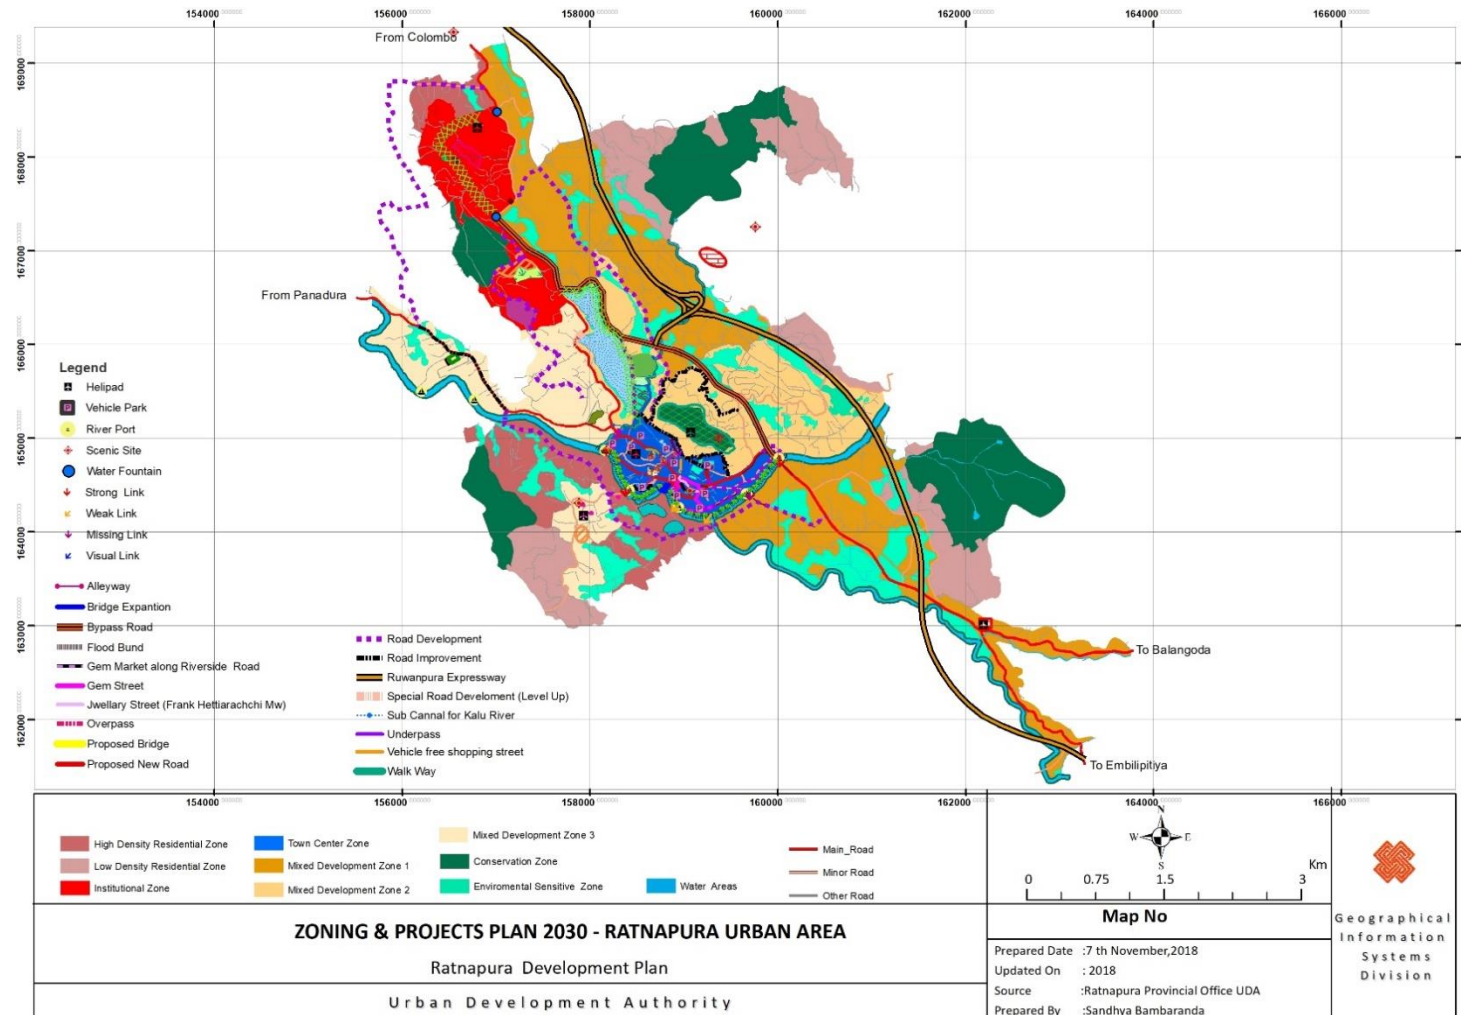 154000 156000 158000 160000 162000 164000 166000
From Colombo
169000
168000
167000
From Panadura
166000
Legend
Helipad
Vehicle Park
River Port
165000
Scenic Site
Water Fountain
Strong Link
Weak Link
Missing Link
164000
Visual Link
Alleyway
Bridge Expantion
Bypass Road
163000
Flood Bund
Gem Market along Riverside Road
Gem Street
Jwellary Street (Frank Hettiarachchi Mw)
162000
Overpass
Proposed Bridge
Proposed New Road
Road Development
Road Improvement
Ruwanpura Expressway
Special Road Develoment (Level Up)
Sub Cannal for Kalu River
Underpass
Vehicle free shopping street
Walk Way
To Balangoda
To Embilipitiya
154000 156000 158000 160000 162000 164000 166000
High Density Residential Zone
Low Density Residential Zone
Institutional Zone
Town Center Zone
Mixed Development Zone 1
Mixed Development Zone 2
Mixed Development Zone 3
Conservation Zone
Enviromental Sensitive Zone
Water Areas
Main_Road
Minor Road
Other Road
N
W E
S
Km
0 0.75 1.5 3
ZONING & PROJECTS PLAN 2030 - RATNAPURA URBAN AREA
Ratnapura Development Plan
Urban Development Authority
Map No
Prepared Date :7 th November,2018
Updated On : 2018
Source :Ratnapura Provincial Office UDA
Prepared By :Sandhya Bambaranda
Geographical
Information
Systems
Division